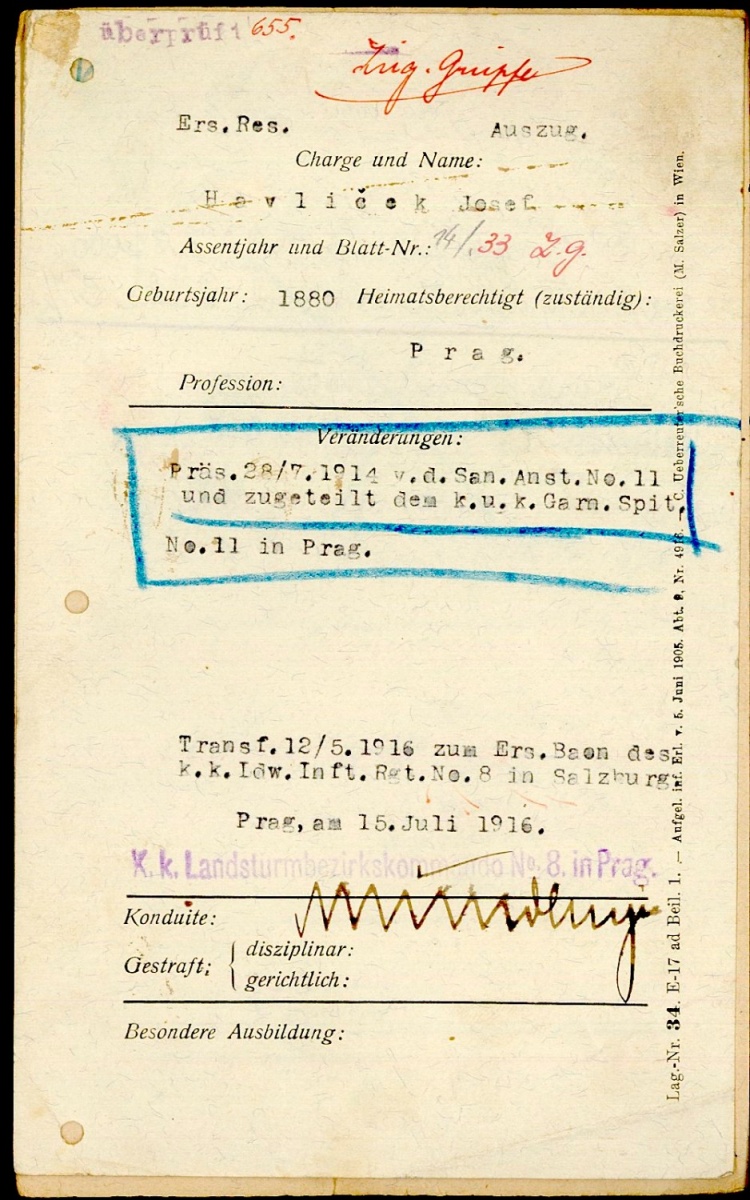 überprüft 655.
Ers.Res. Auszug.
Charge und Name:
Havlíček Josef
Assentjahr und Blatt-Nr.: 14/33 Z.g.
Geburtsjahr: 1880 Heimatsberechtigt (zuständig):
Prag.
Profession:
Veränderungen:
Präs.28/7.1914 v.d.San.Anst.No.11
und zugeteilt dem k.u.k.Garn.Spit.
No.11 in Prag.
Transf.12/5.1916 zum Ers.Baon des
k.k.Ldw.Inft.Rgt.No.8 in Salzburg
Prag,am 15.Juli 1916.
K. k. Landsturmbezirkskommando No. 8. in Prag.
Konduite:
Gestraft: { disziplinar:
gerichtlich:
Besondere Ausbildung:
Lag.-Nr. 34. E-17 ad Beil. 1. — Aufgel. inf. Erl. v. 5. Juni 1905. Abt. 2, Nr. 4918. — C. Ueberreuter'sche Buchdruckerei (M. Salzer) in Wien.